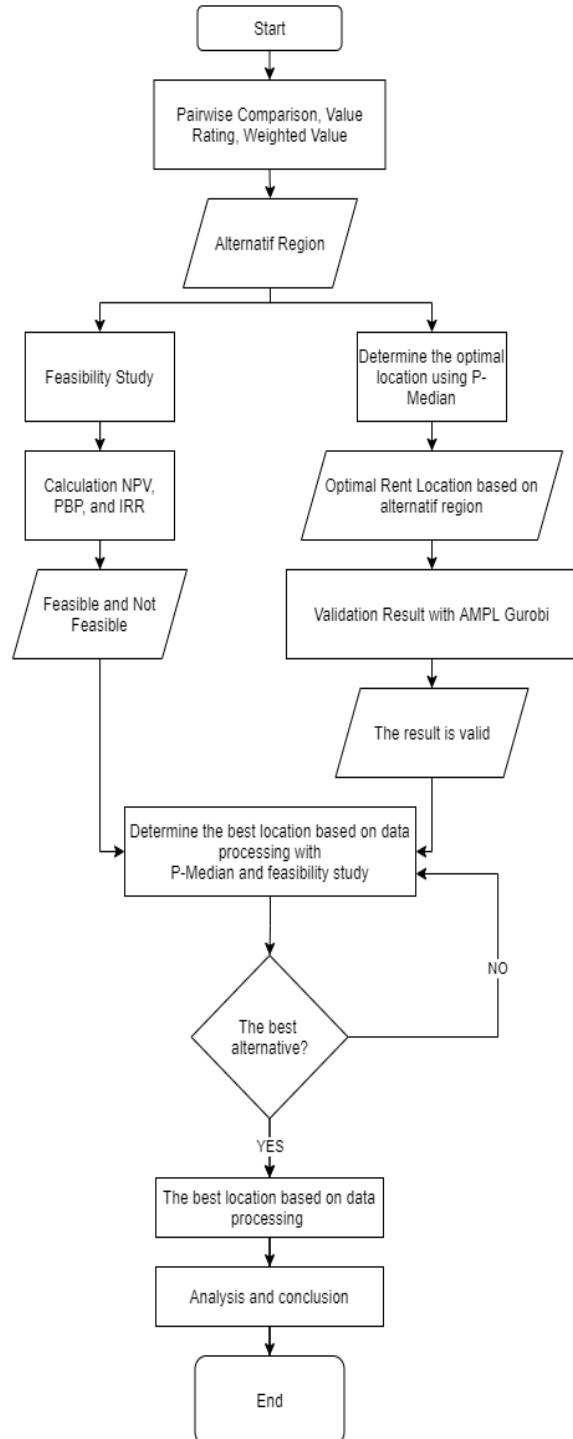 Start
Pairwise Comparison, Value
Rating, Weighted Value
Alternatif Region
Feasibility Study
Determine the optimal
location using P-
Median
Calculation NPV,
PBP, and IRR
Optimal Rent Location based on
alternatif region
Feasible and Not
Feasible
Validation Result with AMPL Gurobi
The result is valid
Determine the best location based on data
processing with
P-Median and feasibility study
NO
The best
alternative?
YES
The best location based on data
processing
Analysis and conclusion
End